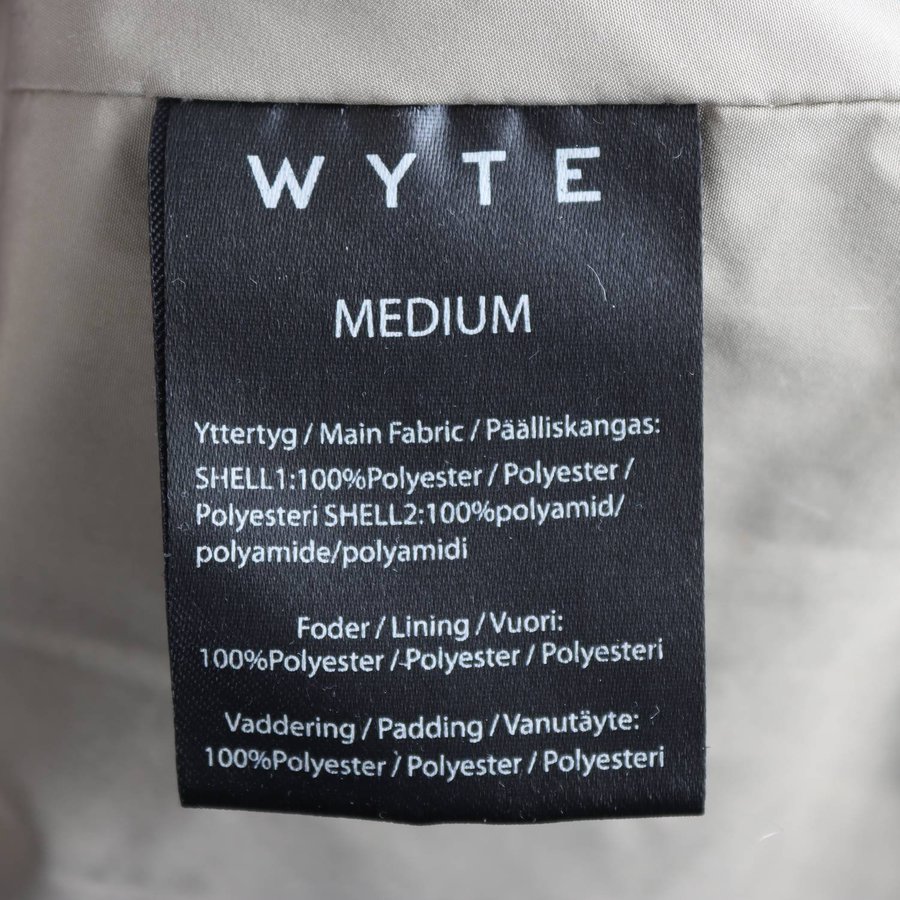 WYTE
MEDIUM
Yttertyg / Main Fabric / Päälliskangas:
SHELL1:100%Polyester / Polyester /
Polyesteri SHELL2:100%polyamid/
polyamide/polyamidi
Foder / Lining / Vuori:
100%Polyester / Polyester / Polyesteri
Vaddering / Padding / Vanutäyte:
100%Polyester / Polyester / Polyesteri